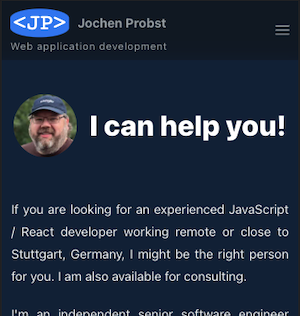 <JP> Jochen Probst
Web application development
I can help you!
If you are looking for an experienced JavaScript
/ React developer working remote or close to
Stuttgart, Germany, I might be the right person
for you. I am also available for consulting.
I'm an independent senior software engineer